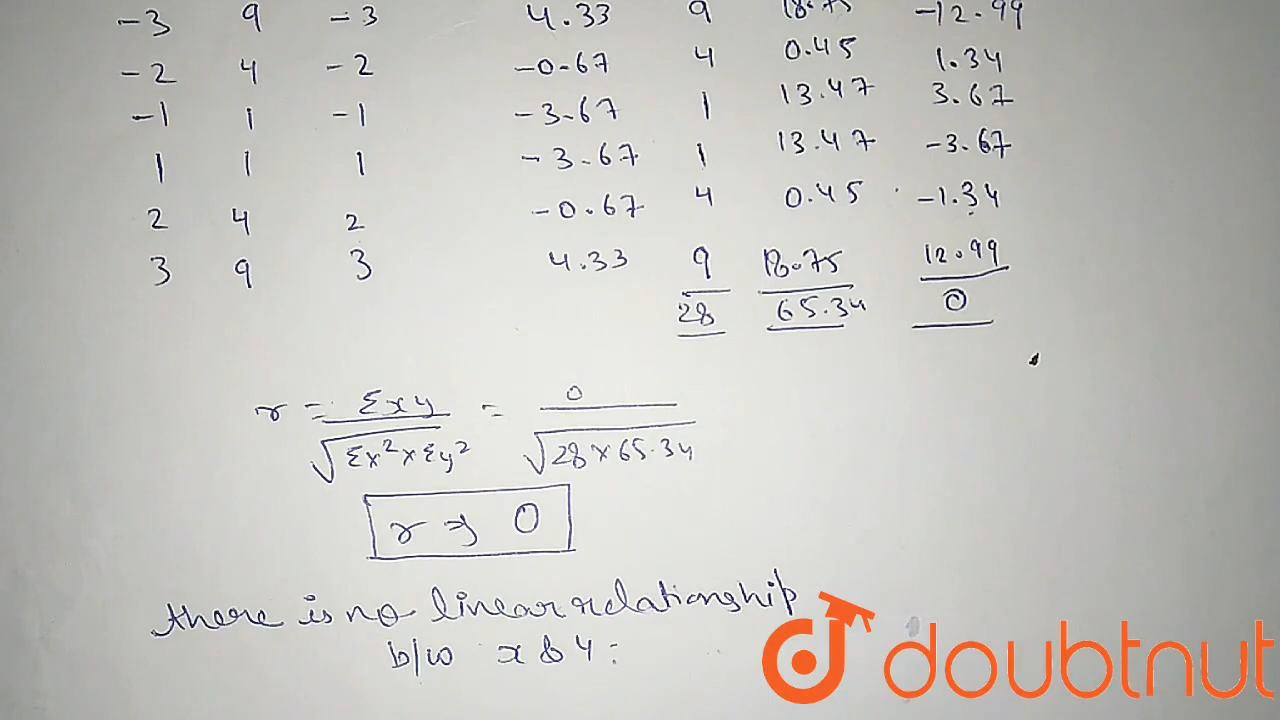 -3 9 -3 4.33 9 18.75 -12.99
-2 4 -2 -0.67 4 0.45 1.34
-1 1 -1 -3.67 1 13.47 3.67
1 1 1 -3.67 1 13.47 -3.67
2 4 2 -0.67 4 0.45 -1.34
3 9 3 4.33 9 18.75 12.99
28 65.34 0
r = Σxy / √Σx²×Σy² = 0 / √28×65.34
r ⇒ 0
there is no linear relationship
b/w x & y :
doubtnut